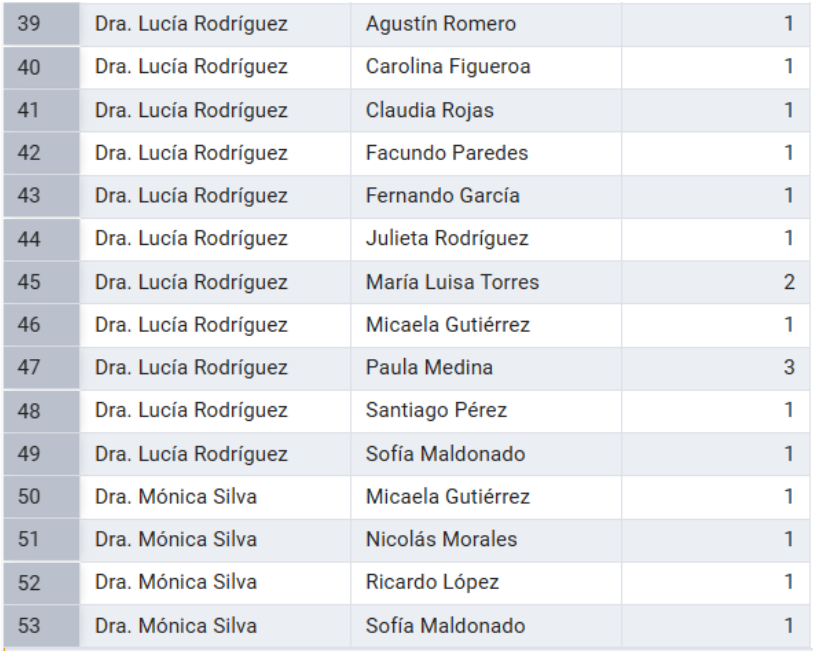 39 Dra. Lucía Rodríguez Agustín Romero 1
40 Dra. Lucía Rodríguez Carolina Figueroa 1
41 Dra. Lucía Rodríguez Claudia Rojas 1
42 Dra. Lucía Rodríguez Facundo Paredes 1
43 Dra. Lucía Rodríguez Fernando García 1
44 Dra. Lucía Rodríguez Julieta Rodríguez 1
45 Dra. Lucía Rodríguez María Luisa Torres 2
46 Dra. Lucía Rodríguez Micaela Gutiérrez 1
47 Dra. Lucía Rodríguez Paula Medina 3
48 Dra. Lucía Rodríguez Santiago Pérez 1
49 Dra. Lucía Rodríguez Sofía Maldonado 1
50 Dra. Mónica Silva Micaela Gutiérrez 1
51 Dra. Mónica Silva Nicolás Morales 1
52 Dra. Mónica Silva Ricardo López 1
53 Dra. Mónica Silva Sofía Maldonado 1